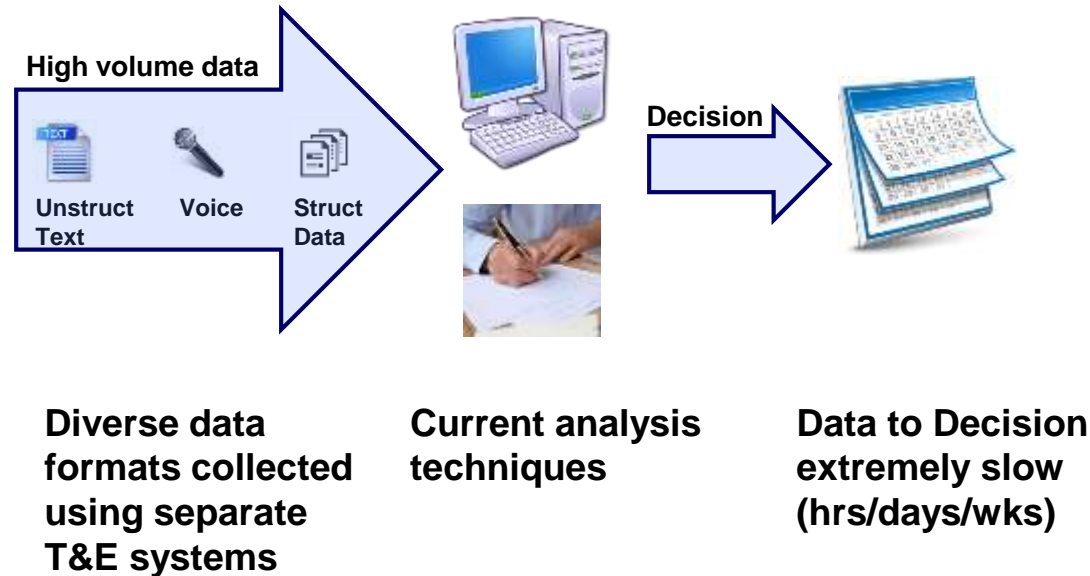 High volume data
TEXT
Unstruct
Text
Voice
Struct
Data
Decision
Diverse data
formats collected
using separate
T&E systems
Current analysis
techniques
Data to Decision
extremely slow
(hrs/days/wks)